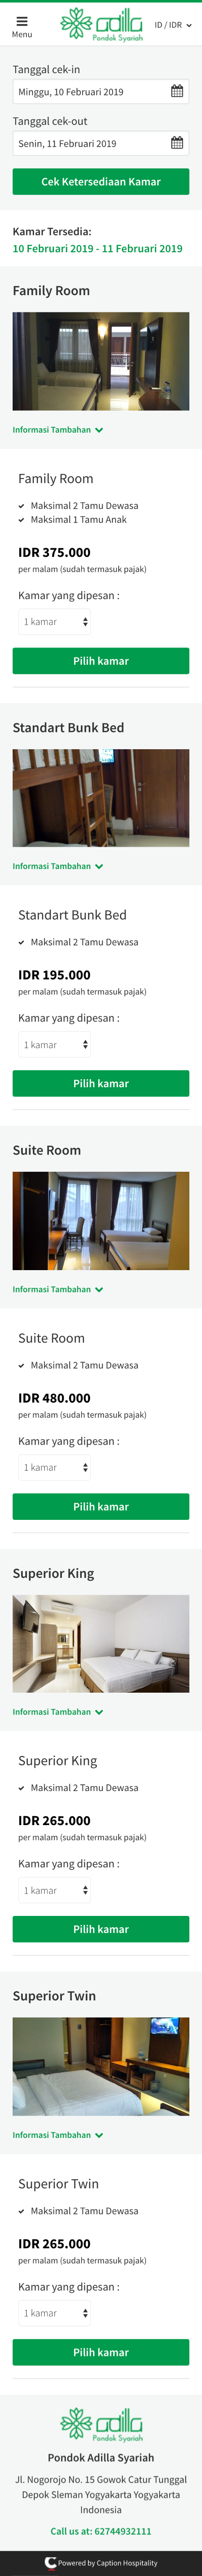 Menu
adilla
Pondok Syariah
ID / IDR
Tanggal cek-in
Minggu, 10 Februari 2019
Tanggal cek-out
Senin, 11 Februari 2019
Cek Ketersediaan Kamar
Kamar Tersedia:
10 Februari 2019 - 11 Februari 2019
Family Room
Informasi Tambahan
Family Room
Maksimal 2 Tamu Dewasa
Maksimal 1 Tamu Anak
IDR 375.000
per malam (sudah termasuk pajak)
Kamar yang dipesan :
1 kamar
Pilih kamar
Standart Bunk Bed
Informasi Tambahan
Standart Bunk Bed
Maksimal 2 Tamu Dewasa
IDR 195.000
per malam (sudah termasuk pajak)
Kamar yang dipesan :
1 kamar
Pilih kamar
Suite Room
Informasi Tambahan
Suite Room
Maksimal 2 Tamu Dewasa
IDR 480.000
per malam (sudah termasuk pajak)
Kamar yang dipesan :
1 kamar
Pilih kamar
Superior King
Informasi Tambahan
Superior King
Maksimal 2 Tamu Dewasa
IDR 265.000
per malam (sudah termasuk pajak)
Kamar yang dipesan :
1 kamar
Pilih kamar
Superior Twin
Informasi Tambahan
Superior Twin
Maksimal 2 Tamu Dewasa
IDR 265.000
per malam (sudah termasuk pajak)
Kamar yang dipesan :
1 kamar
Pilih kamar
adilla
Pondok Syariah
Pondok Adilla Syariah
Jl. Nogorojo No. 15 Gowok Catur Tunggal
Depok Sleman Yogyakarta Yogyakarta
Indonesia
Call us at: 62744932111
Powered by Caption Hospitality